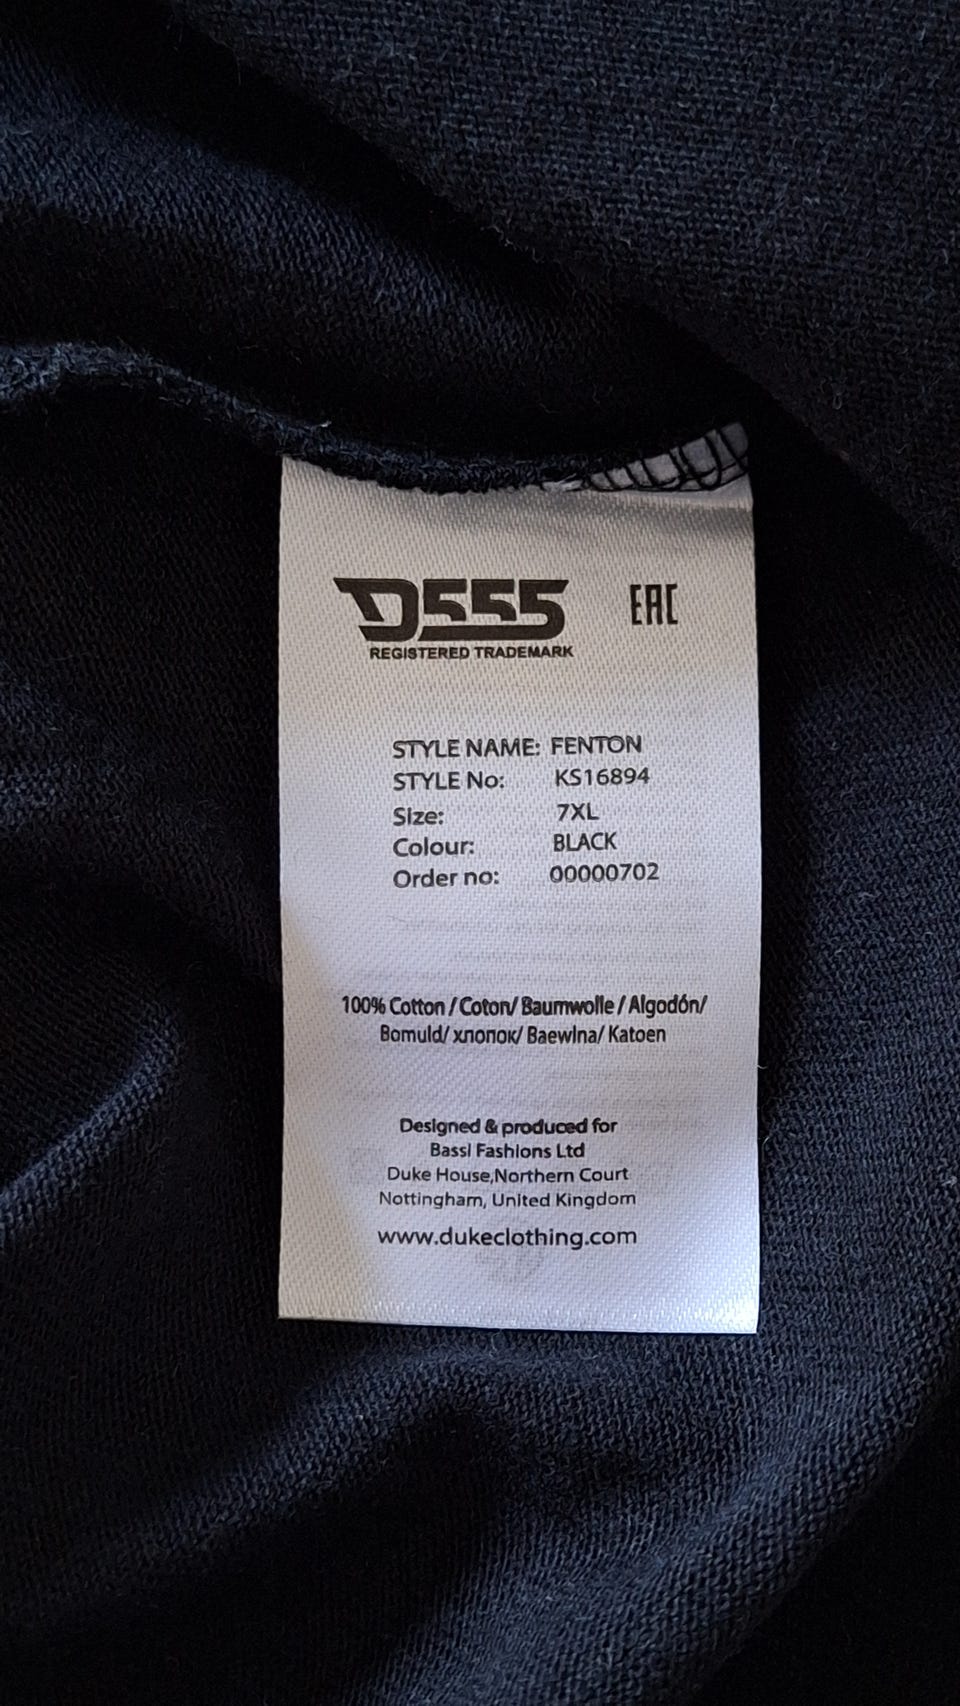 D555 EAC
REGISTERED TRADEMARK
STYLE NAME: FENTON
STYLE No: KS16894
Size: 7XL
Colour: BLACK
Order no: 00000702
100% Cotton / Coton/ Baumwolle / Algodón/
Bomuld/ хлопок/ Baewlna/ Katoen
Designed & produced for
Bassi Fashions Ltd
Duke House,Northern Court
Nottingham, United Kingdom
www.dukeclothing.com